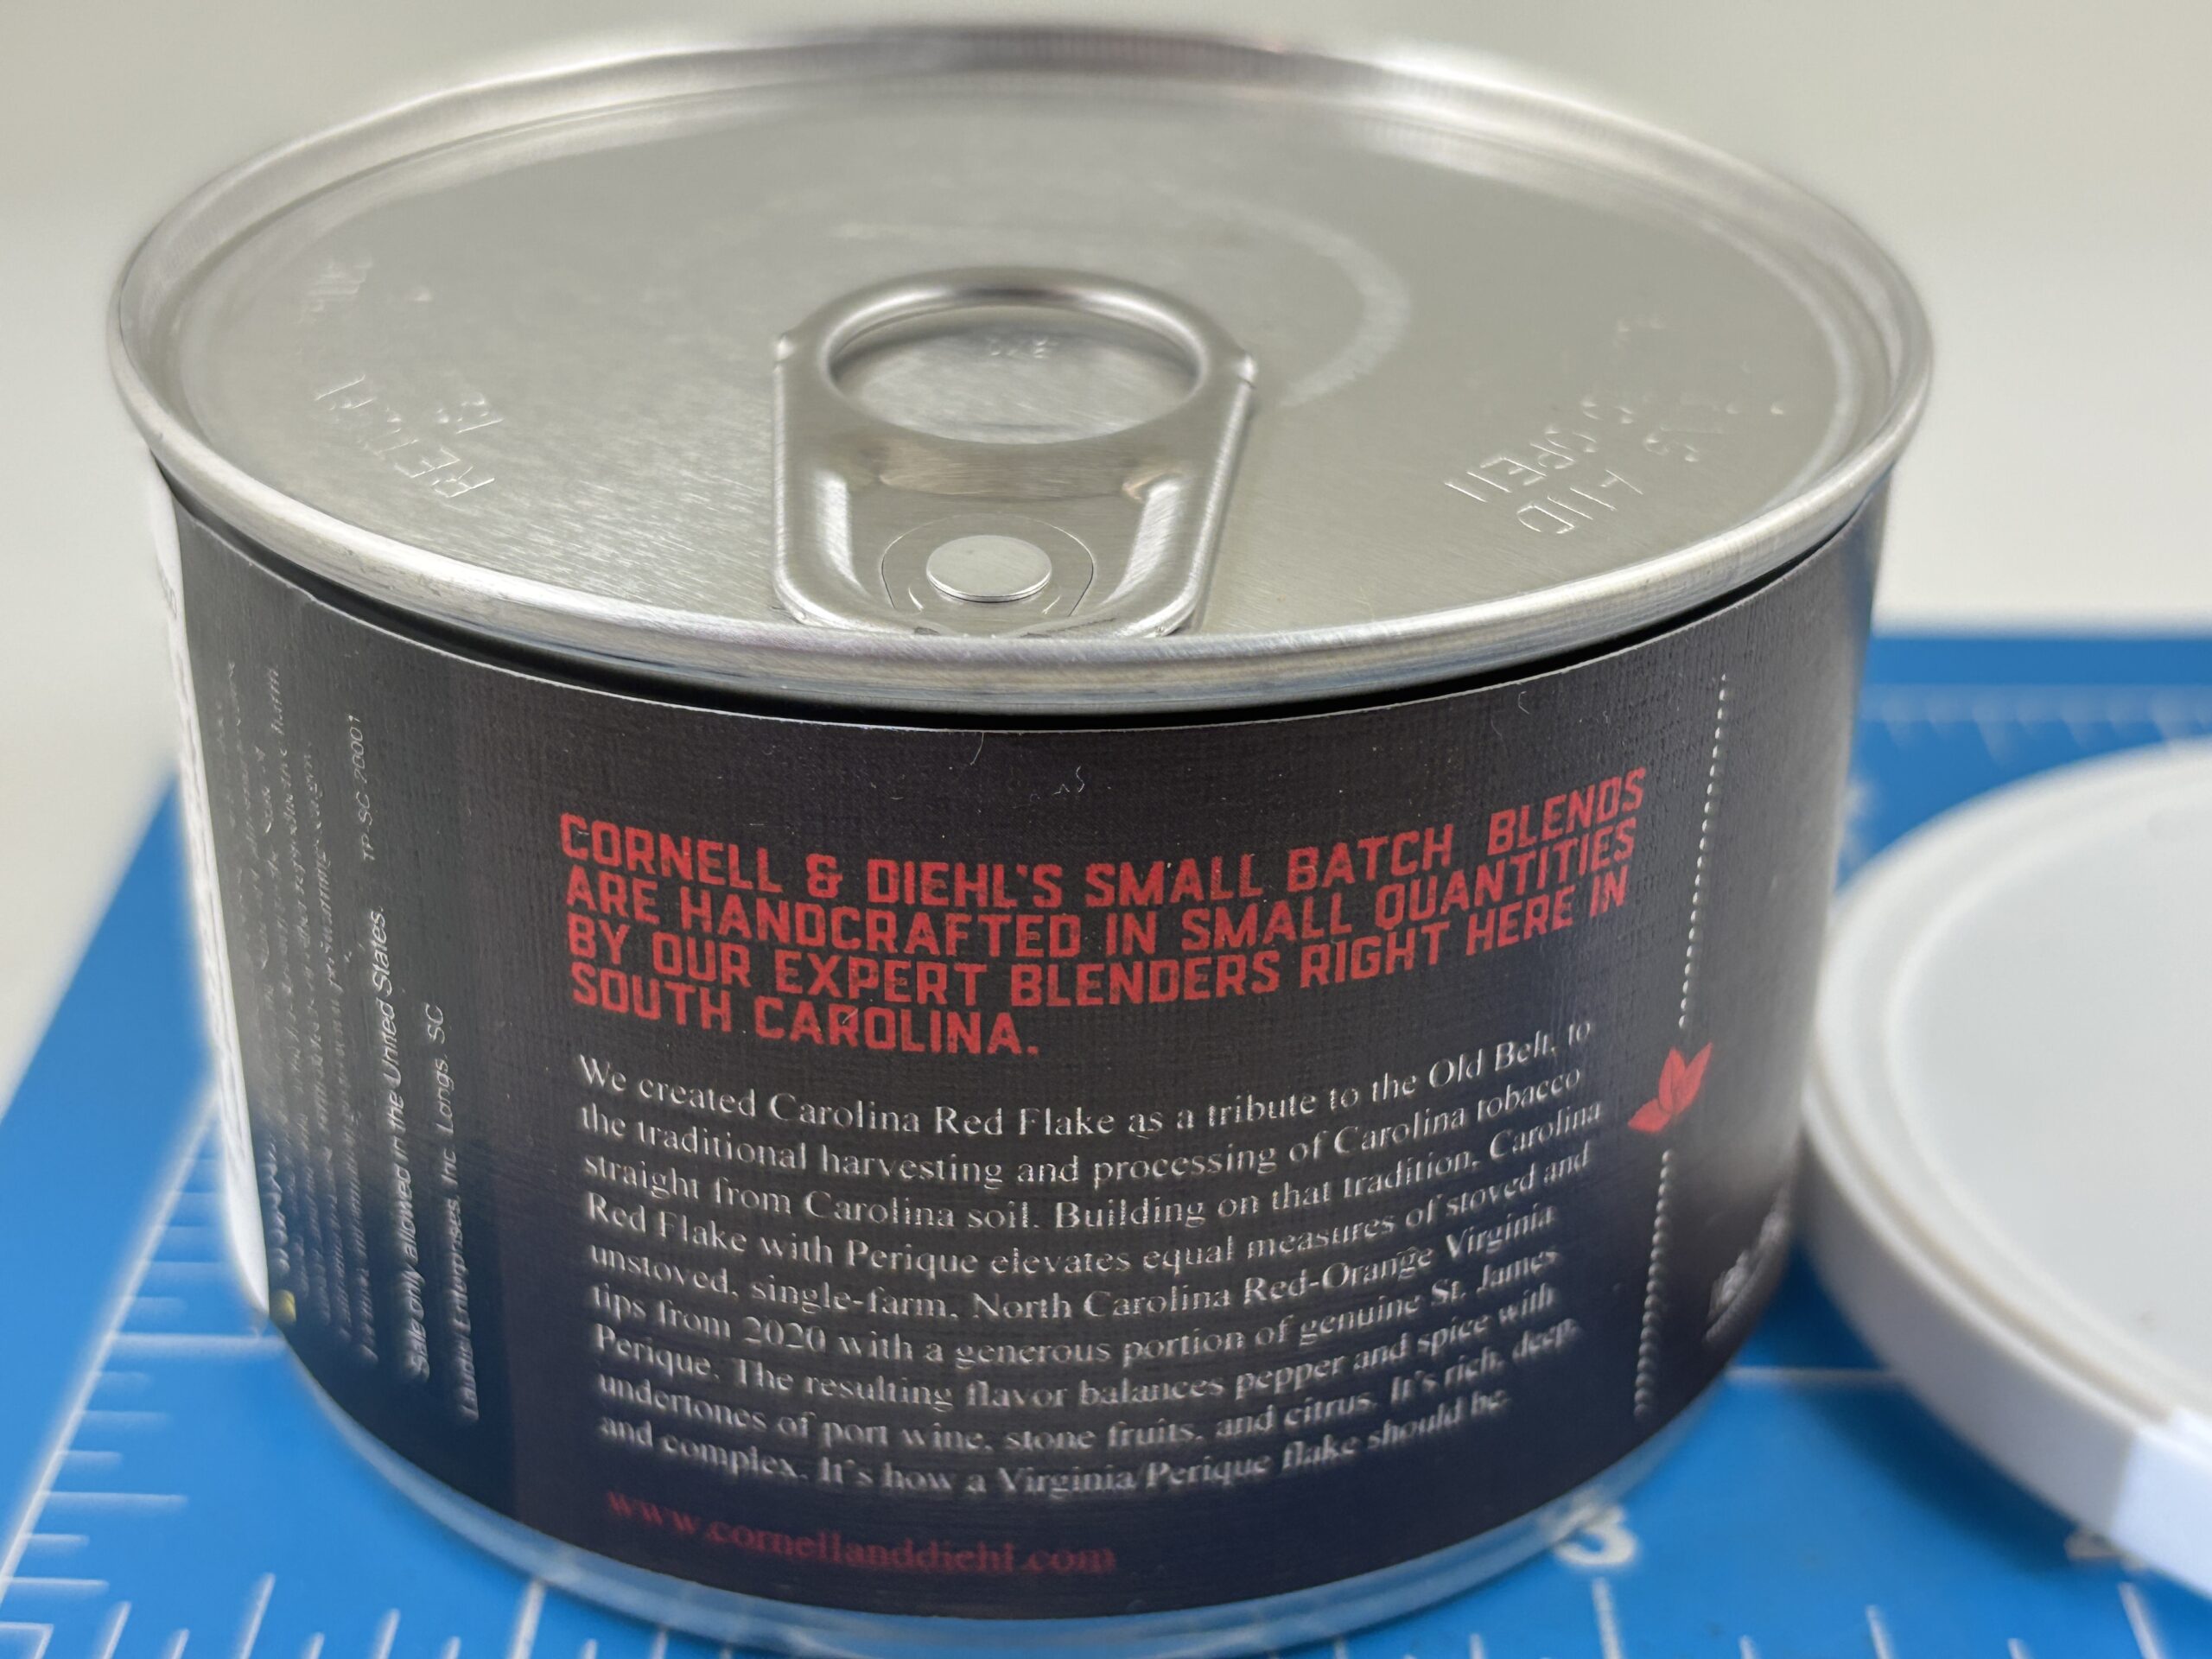 CORNELL & DIEHL'S SMALL BATCH BLENDS
ARE HANDCRAFTED IN SMALL QUANTITIES
BY OUR EXPERT BLENDERS RIGHT HERE IN
SOUTH CAROLINA.
We created Carolina Red Flake as a tribute to the Old Belt, to
the traditional harvesting and processing of Carolina tobacco
straight from Carolina soil. Building on that tradition, Carolina
Red Flake with Perique elevates equal measures of stoved and
unstoved, single-farm, North Carolina Red-Orange Virginia
tips from 2020 with a generous portion of genuine St. James
Perique. The resulting flavor balances pepper and spice with
undertones of port wine, stone fruits, and citrus. It's rich, deep,
and complex. It's how a Virginia/Perique flake should be.
www.cornellanddiehl.com
TP-SC-20001
Sale only allowed in the United States.
Laudisi Enterprises, Inc. Longs, SC
OPEN
3